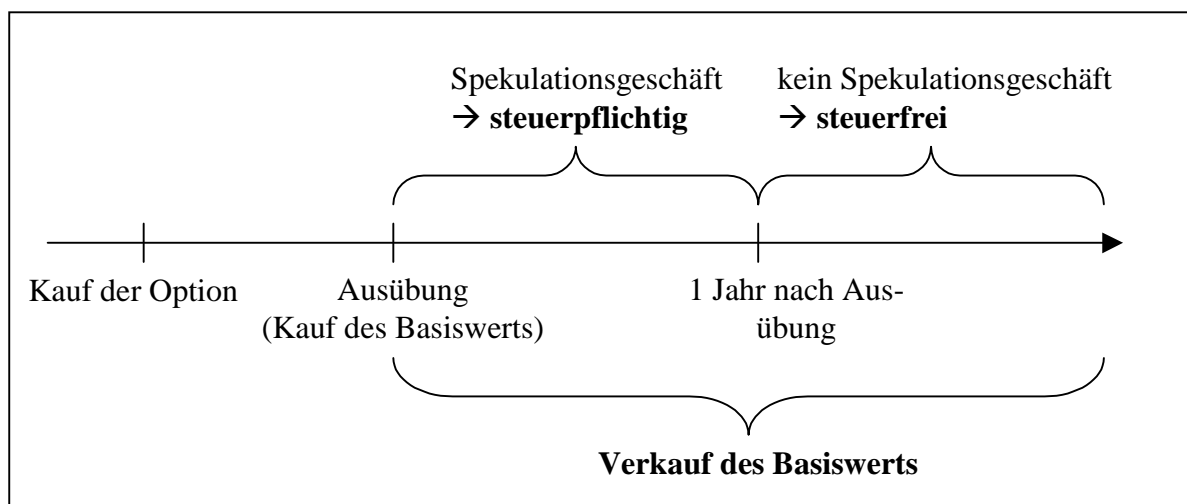 Spekulationsgeschäft
→ steuerpflichtig
kein Spekulationsgeschäft
→ steuerfrei
Kauf der Option
Ausübung
(Kauf des Basiswerts)
1 Jahr nach Aus-
übung
Verkauf des Basiswerts